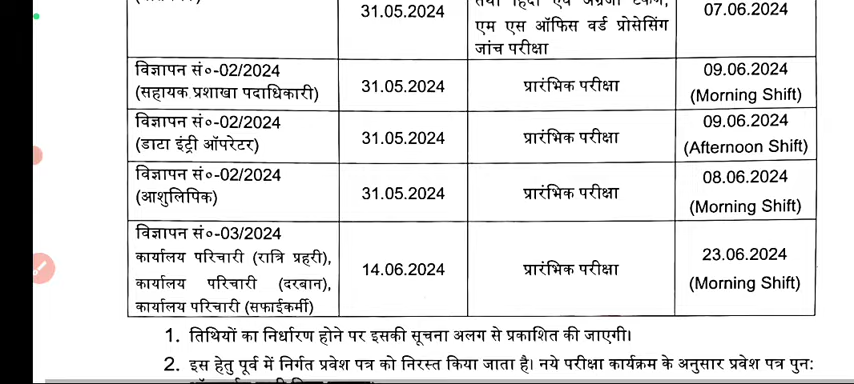 31.05.2024
तथा हिंदी एवं अंग्रेजी टंकण,
एम एस ऑफिस वर्ड प्रोसेसिंग
जांच परीक्षा
07.06.2024
विज्ञापन सं०-02/2024
(सहायक प्रशाखा पदाधिकारी)
31.05.2024
प्रारंभिक परीक्षा
09.06.2024
(Morning Shift)
विज्ञापन सं०-02/2024
(डाटा इंट्री ऑपरेटर)
31.05.2024
प्रारंभिक परीक्षा
09.06.2024
(Afternoon Shift)
विज्ञापन सं०-02/2024
(आशुलिपिक)
31.05.2024
प्रारंभिक परीक्षा
08.06.2024
(Morning Shift)
विज्ञापन सं०-03/2024
कार्यालय परिचारी (रात्रि प्रहरी),
कार्यालय परिचारी (दरबान),
कार्यालय परिचारी (सफाईकर्मी)
14.06.2024
प्रारंभिक परीक्षा
23.06.2024
(Morning Shift)
1. तिथियों का निर्धारण होने पर इसकी सूचना अलग से प्रकाशित की जाएगी।
2. इस हेतु पूर्व में निर्गत प्रवेश पत्र को निरस्त किया जाता है। नये परीक्षा कार्यक्रम के अनुसार प्रवेश पत्र पुन: